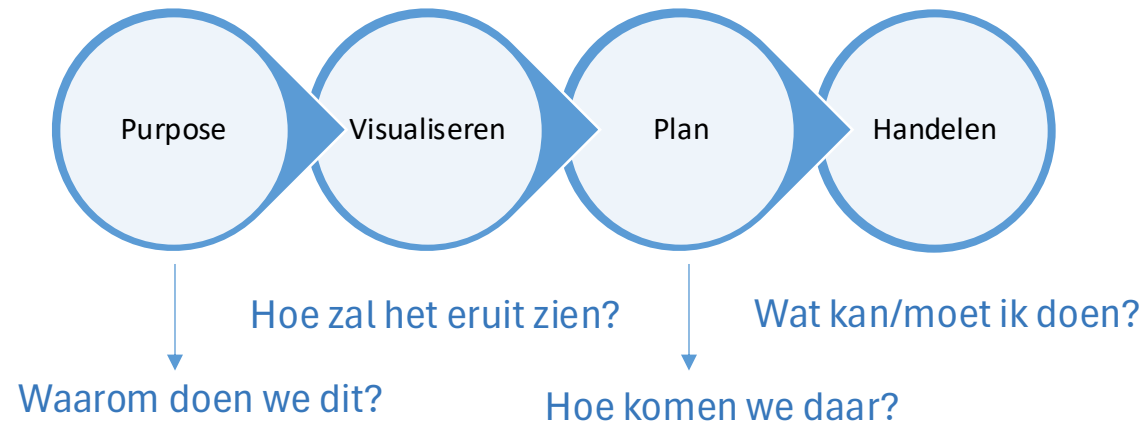 Purpose
Visualiseren
Plan
Handelen
Hoe zal het eruit zien?
Wat kan/moet ik doen?
Waarom doen we dit?
Hoe komen we daar?